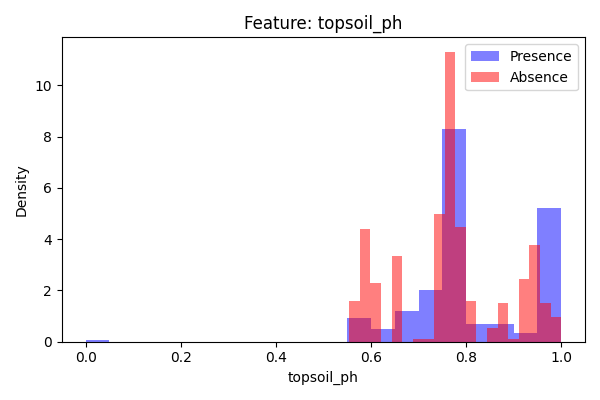 Feature: topsoil_ph
Presence
Absence
Density
10
8
6
4
2
0
0.0 0.2 0.4 0.6 0.8 1.0
topsoil_ph